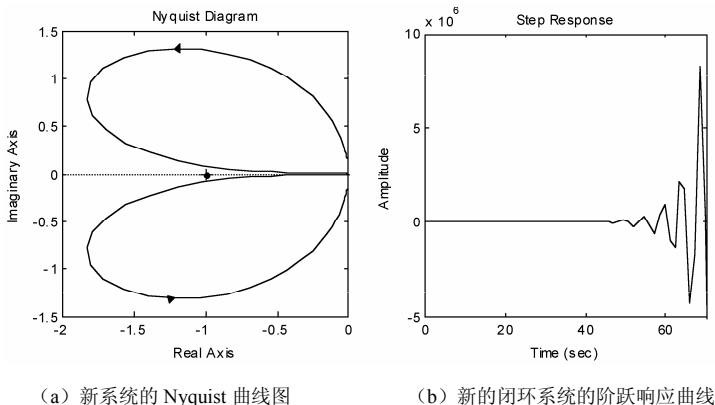 Nyquist Diagram
1.5
1
0.5
0
-0.5
-1
-1.5
-2
-1.5
-1
-0.5
0
Imaginary Axis
Real Axis
Step Response
x 10^6
10
5
0
-5
0
20
40
60
Amplitude
Time (sec)
（a）新系统的 Nyquist 曲线图
（b）新的闭环系统的阶跃响应曲线